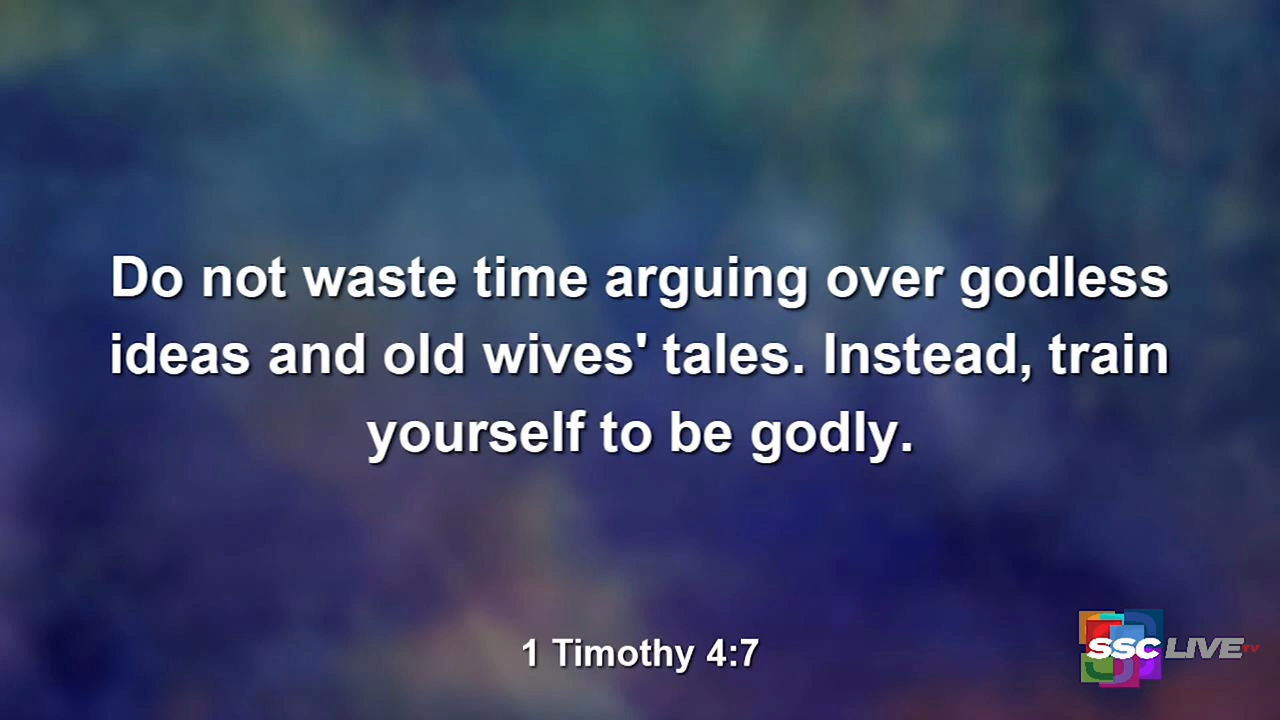 Do not waste time arguing over godless
ideas and old wives' tales. Instead, train
yourself to be godly.
1 Timothy 4:7
SSC LIVE TV